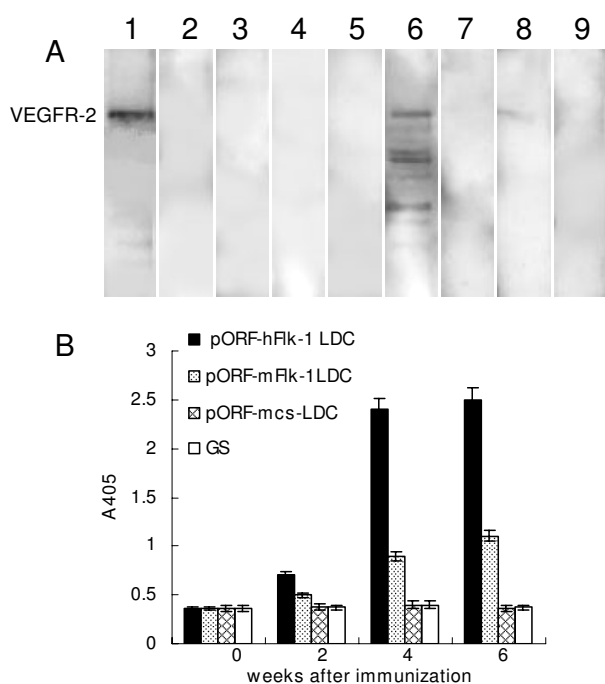 A
1 2 3 4 5 6 7 8 9
VEGFR-2
B
pORF-hFlk-1 LDC
pORF-mFlk-1LDC
pORF-mcs-LDC
GS
3
2.5
2
1.5
1
0.5
0
A405
0 2 4 6
weeks after immunization